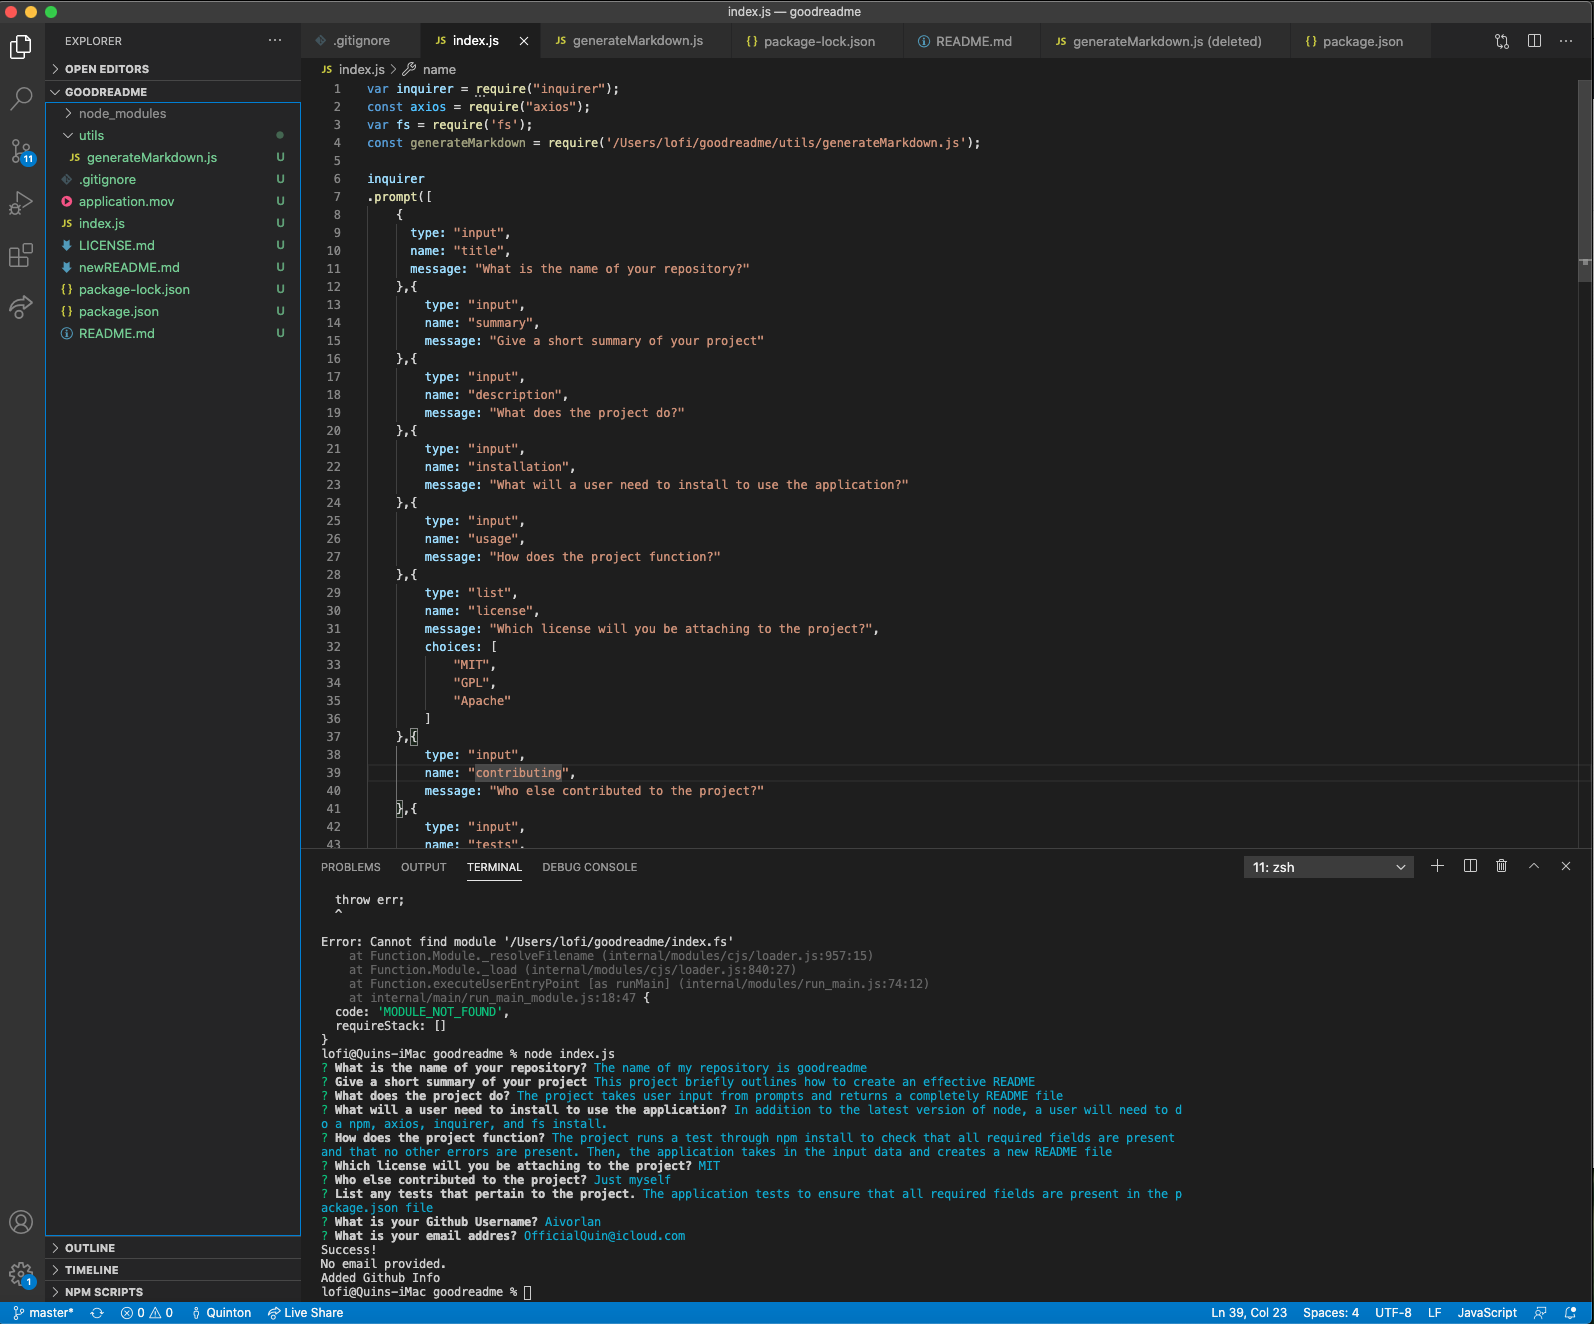 index.js — goodreadme
EXPLORER
.gitignore
JS index.js
JS generateMarkdown.js
{} package-lock.json
README.md
JS generateMarkdown.js (deleted)
{} package.json
OPEN EDITORS
GOODREADME
node_modules
utils
JS generateMarkdown.js U
.gitignore U
application.mov U
JS index.js U
LICENSE.md U
newREADME.md U
{} package-lock.json U
{} package.json U
README.md U
11
JS index.js > name
1 var inquirer = require("inquirer");
2 const axios = require("axios");
3 var fs = require('fs');
4 const generateMarkdown = require('/Users/lofi/goodreadme/utils/generateMarkdown.js');
5
6 inquirer
7 .prompt([
8 {
9 type: "input",
10 name: "title",
11 message: "What is the name of your repository?"
12 },{
13 type: "input",
14 name: "summary",
15 message: "Give a short summary of your project"
16 },{
17 type: "input",
18 name: "description",
19 message: "What does the project do?"
20 },{
21 type: "input",
22 name: "installation",
23 message: "What will a user need to install to use the application?"
24 },{
25 type: "input",
26 name: "usage",
27 message: "How does the project function?"
28 },{
29 type: "list",
30 name: "license",
31 message: "Which license will you be attaching to the project?",
32 choices: [
33 "MIT",
34 "GPL",
35 "Apache"
36 ]
37 },{
38 type: "input",
39 name: "contributing",
40 message: "Who else contributed to the project?"
41 },{
42 type: "input",
43 name: "tests",
PROBLEMS OUTPUT TERMINAL DEBUG CONSOLE
11: zsh
throw err;
^
Error: Cannot find module '/Users/lofi/goodreadme/index.fs'
at Function.Module._resolveFilename (internal/modules/cjs/loader.js:957:15)
at Function.Module._load (internal/modules/cjs/loader.js:840:27)
at Function.executeUserEntryPoint [as runMain] (internal/modules/run_main.js:74:12)
at internal/main/run_main_module.js:18:47 {
code: 'MODULE_NOT_FOUND',
requireStack: []
}
lofi@Quins-iMac goodreadme % node index.js
? What is the name of your repository? The name of my repository is goodreadme
? Give a short summary of your project This project briefly outlines how to create an effective README
? What does the project do? The project takes user input from prompts and returns a completely README file
? What will a user need to install to use the application? In addition to the latest version of node, a user will need to d
o a npm, axios, inquirer, and fs install.
? How does the project function? The project runs a test through npm install to check that all required fields are present
and that no other errors are present. Then, the application takes in the input data and creates a new README file
? Which license will you be attaching to the project? MIT
? Who else contributed to the project? Just myself
? List any tests that pertain to the project. The application tests to ensure that all required fields are present in the p
ackage.json file
? What is your Github Username? Aivorlan
? What is your email addres? OfficialQuin@icloud.com
Success!
No email provided.
Added Github Info
lofi@Quins-iMac goodreadme %
OUTLINE
TIMELINE
NPM SCRIPTS
1
master* 0 0 Quinton Live Share
Ln 39, Col 23 Spaces: 4 UTF-8 LF JavaScript